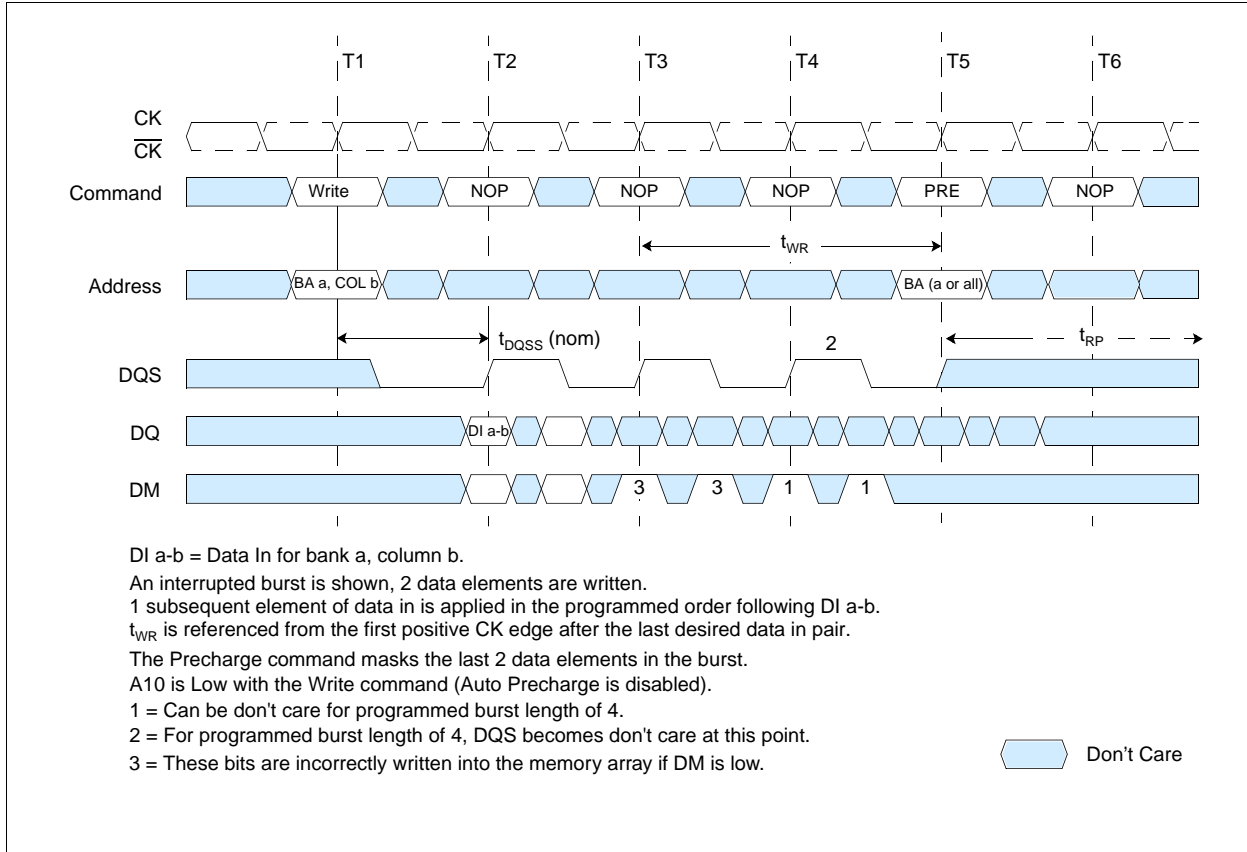 T1 T2 T3 T4 T5 T6
CK
CK
Command Write NOP NOP NOP PRE NOP
tWR
Address BA a, COL b BA (a or all)
tDQSS (nom) 2 tRP
DQS
DQ DI a-b
DM 3 3 1 1
DI a-b = Data In for bank a, column b.
An interrupted burst is shown, 2 data elements are written.
1 subsequent element of data in is applied in the programmed order following DI a-b.
tWR is referenced from the first positive CK edge after the last desired data in pair.
The Precharge command masks the last 2 data elements in the burst.
A10 is Low with the Write command (Auto Precharge is disabled).
1 = Can be don't care for programmed burst length of 4.
2 = For programmed burst length of 4, DQS becomes don't care at this point.
3 = These bits are incorrectly written into the memory array if DM is low.
Don't Care